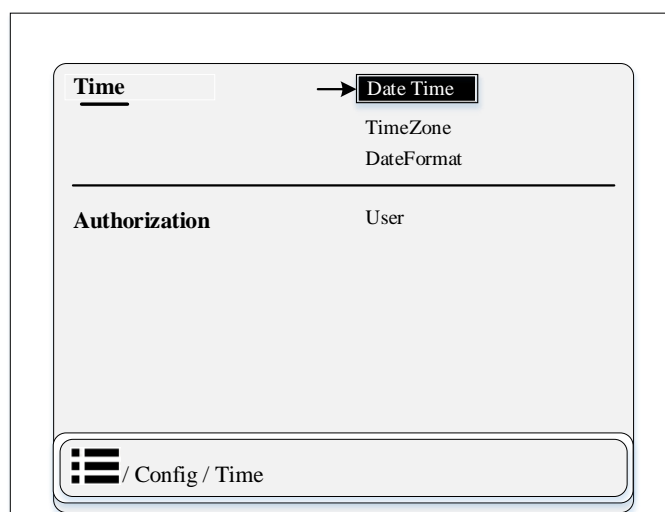 Time Date Time
TimeZone
DateFormat
Authorization User
/ Config / Time